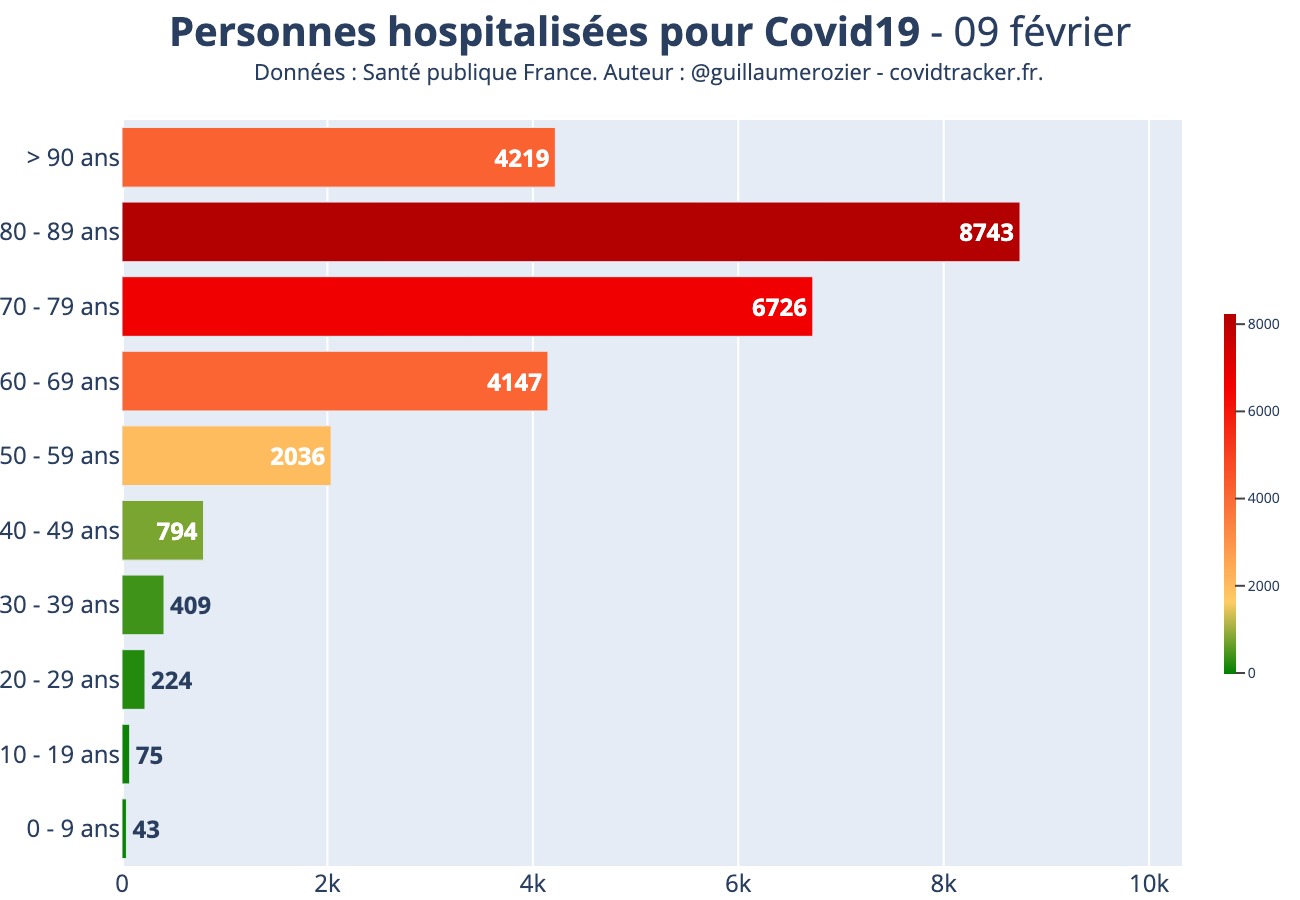 Personnes hospitalisées pour Covid19 - 09 février
Données : Santé publique France. Auteur : @guillaumerozier - covidtracker.fr.
> 90 ans 4219
80 - 89 ans 8743
70 - 79 ans 6726
60 - 69 ans 4147
50 - 59 ans 2036
40 - 49 ans 794
30 - 39 ans 409
20 - 29 ans 224
10 - 19 ans 75
0 - 9 ans 43
0 2k 4k 6k 8k 10k
8000
6000
4000
2000
0